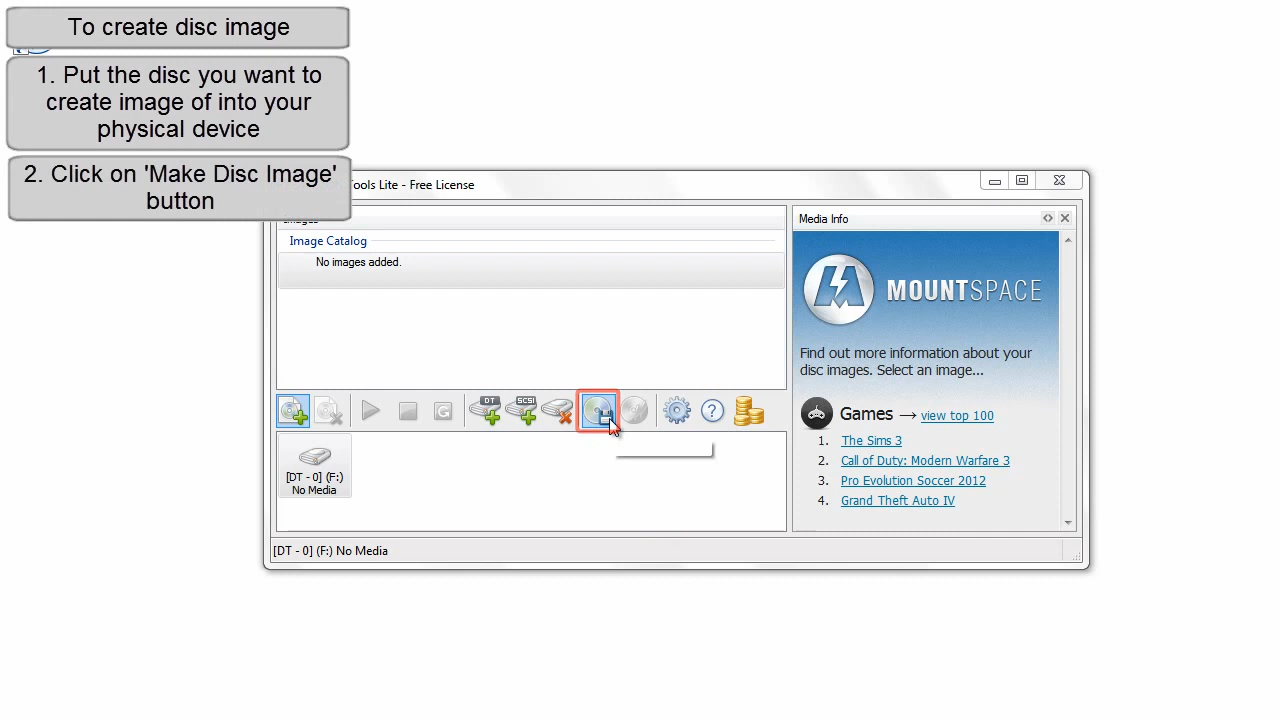 To create disc image
1. Put the disc you want to
create image of into your
physical device
2. Click on 'Make Disc Image'
button
Tools Lite - Free License
Image Catalog
No images added.
Media Info
MOUNTSPACE
Find out more information about your
disc images. Select an image...
Games → view top 100
1. The Sims 3
2. Call of Duty: Modern Warfare 3
3. Pro Evolution Soccer 2012
4. Grand Theft Auto IV
DT
SCSI
G
?
[DT - 0] (F:)
No Media
[DT - 0] (F:) No Media